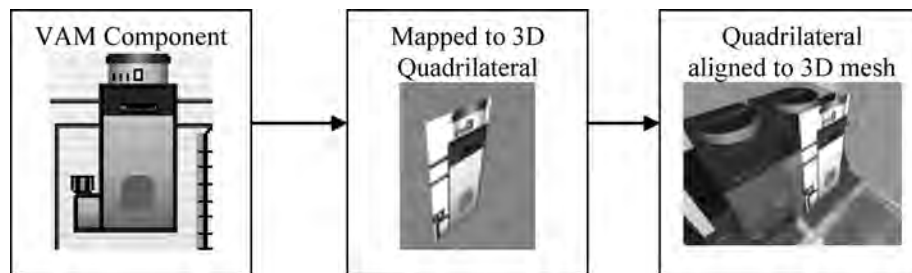 VAM Component
Mapped to 3D
Quadrilateral
Quadrilateral
aligned to 3D mesh